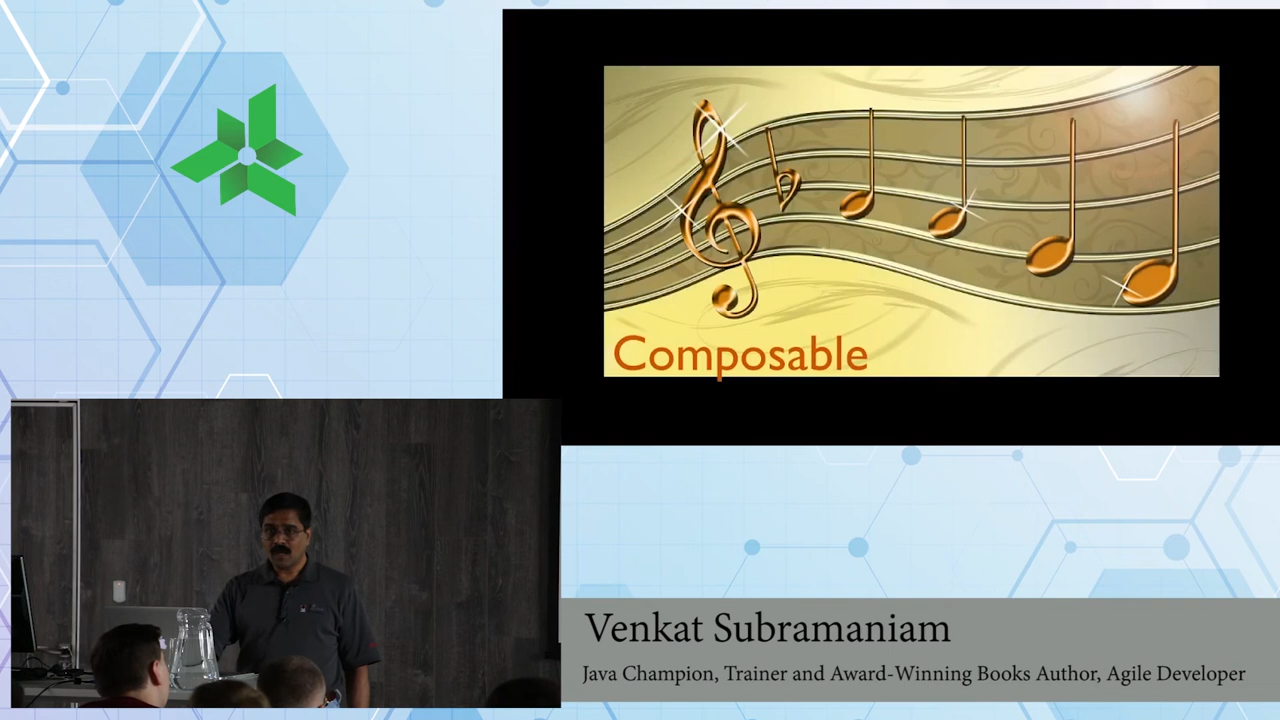 Composable
Venkat Subramaniam
Java Champion, Trainer and Award-Winning Books Author, Agile Developer